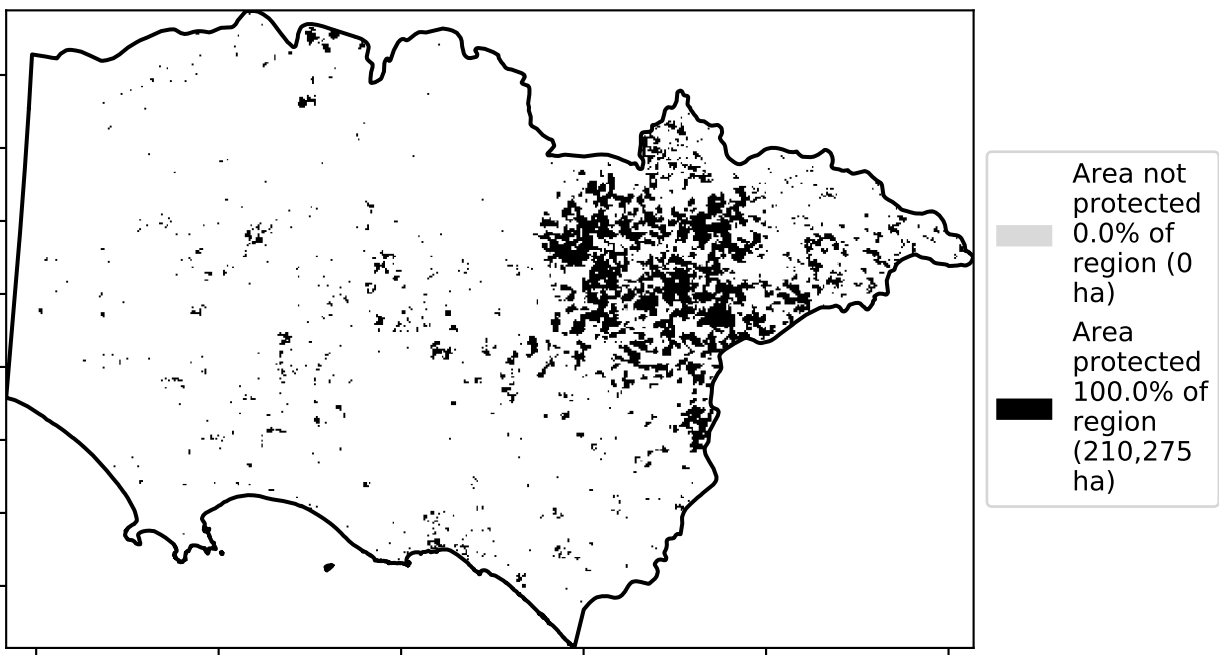 Area not
protected
0.0% of
region (0
ha)
Area
protected
100.0% of
region
(210,275
ha)